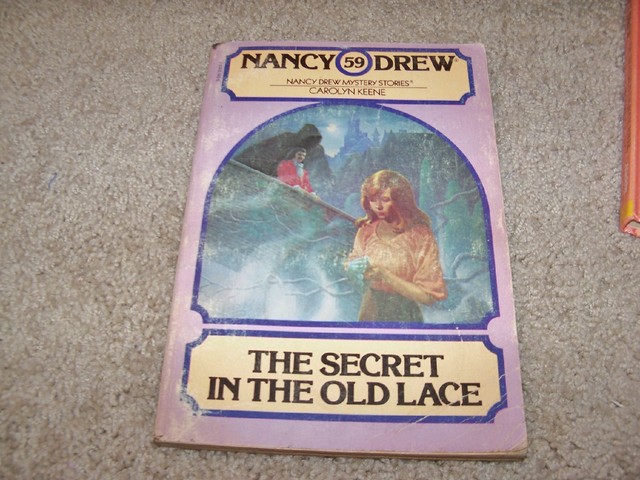 NANCY 59 DREW®
NANCY DREW MYSTERY STORIES®
CAROLYN KEENE
THE SECRET
IN THE OLD LACE